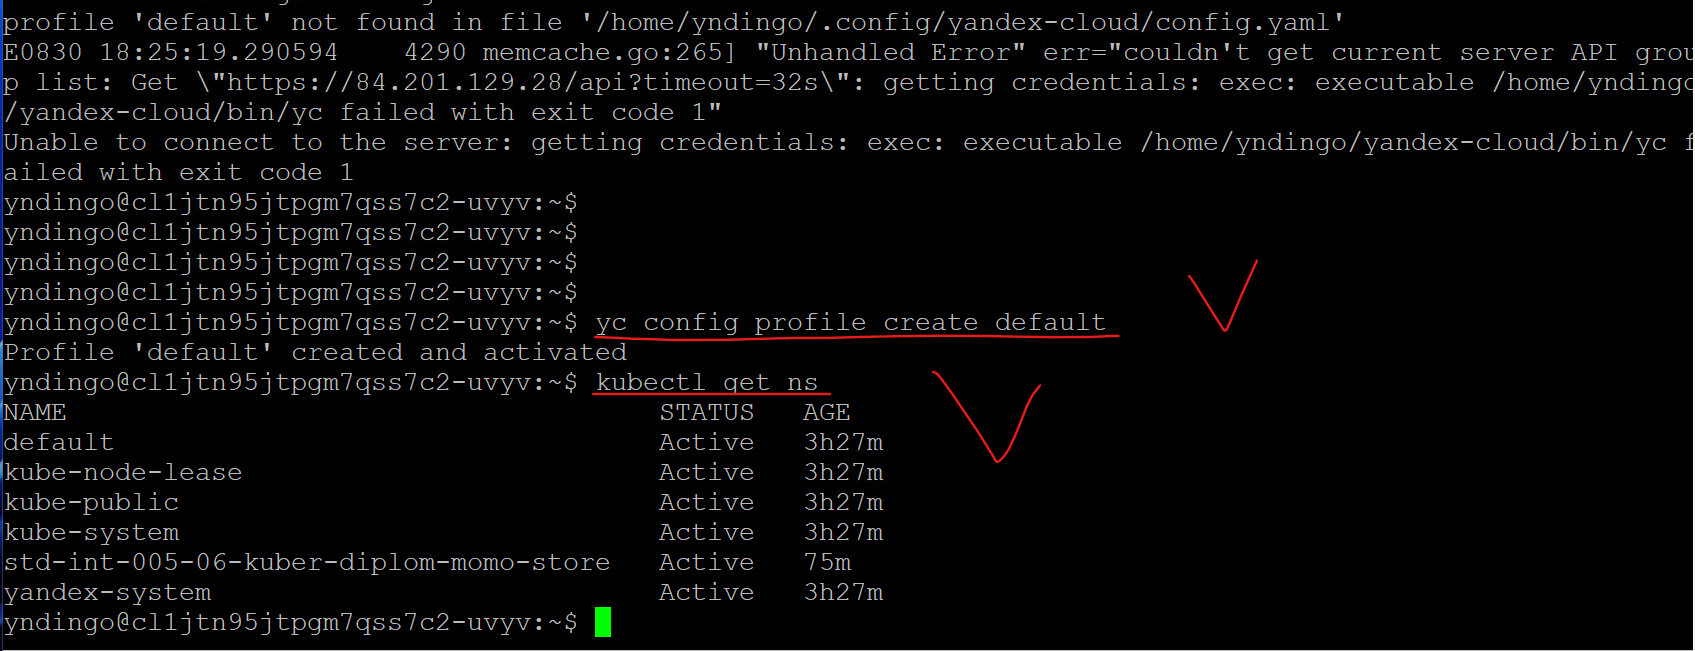 profile 'default' not found in file '/home/yndingo/.config/yandex-cloud/config.yaml'
E0830 18:25:19.290594    4290 memcache.go:265] "Unhandled Error" err="couldn't get current server API grou
p list: Get \"https://84.201.129.28/api?timeout=32s\": getting credentials: exec: executable /home/yndingo
/yandex-cloud/bin/yc failed with exit code 1"
Unable to connect to the server: getting credentials: exec: executable /home/yndingo/yandex-cloud/bin/yc f
ailed with exit code 1
yndingo@cl1jtn95jtpgm7qss7c2-uvyv:~$
yndingo@cl1jtn95jtpgm7qss7c2-uvyv:~$
yndingo@cl1jtn95jtpgm7qss7c2-uvyv:~$
yndingo@cl1jtn95jtpgm7qss7c2-uvyv:~$
yndingo@cl1jtn95jtpgm7qss7c2-uvyv:~$ yc config profile create default
Profile 'default' created and activated
yndingo@cl1jtn95jtpgm7qss7c2-uvyv:~$ kubectl get ns
NAME                                     STATUS   AGE
default                                  Active   3h27m
kube-node-lease                          Active   3h27m
kube-public                              Active   3h27m
kube-system                              Active   3h27m
std-int-005-06-kuber-diplom-momo-store   Active   75m
yandex-system                            Active   3h27m
yndingo@cl1jtn95jtpgm7qss7c2-uvyv:~$